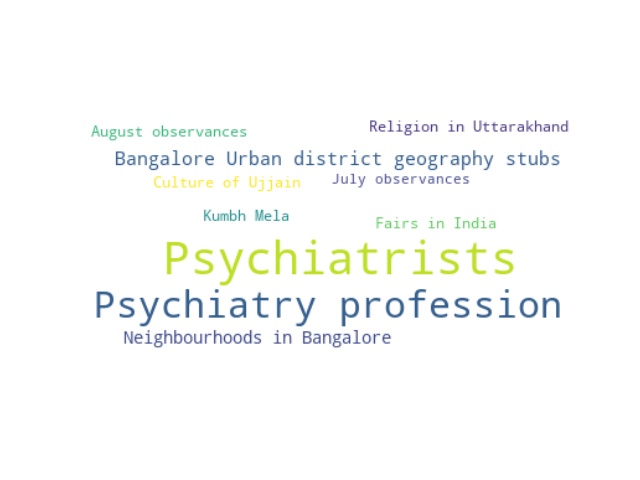 August observances
Religion in Uttarakhand
Bangalore Urban district geography stubs
Culture of Ujjain
July observances
Kumbh Mela
Fairs in India
Psychiatrists
Psychiatry profession
Neighbourhoods in Bangalore